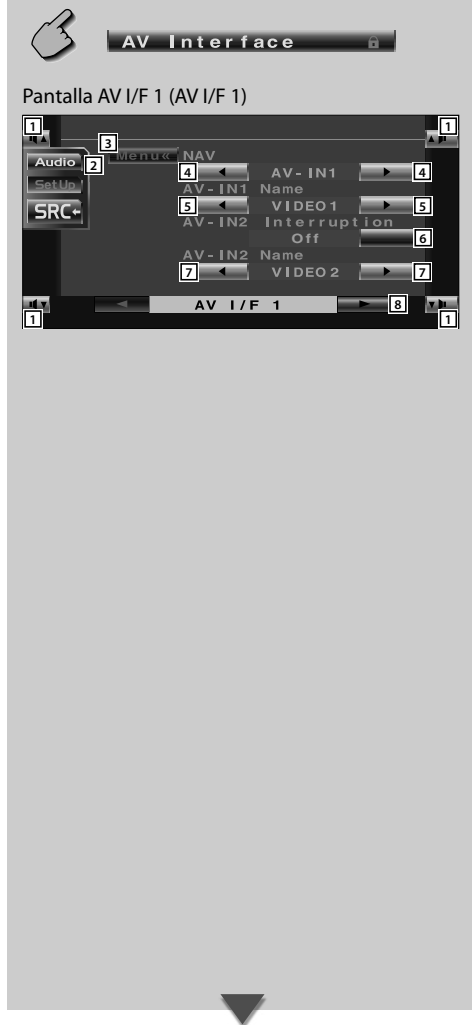 AV Interface
Pantalla AV I/F 1 (AV I/F 1)
1
1
3
Audio
2
Menu«
NAV
4
AV-IN1
4
SetUp
AV-IN1 Name
SRC
5
VIDEO1
5
AV-IN2 Interruption
Off
6
AV-IN2 Name
7
VIDEO2
7
AV I/F 1
8
1
1